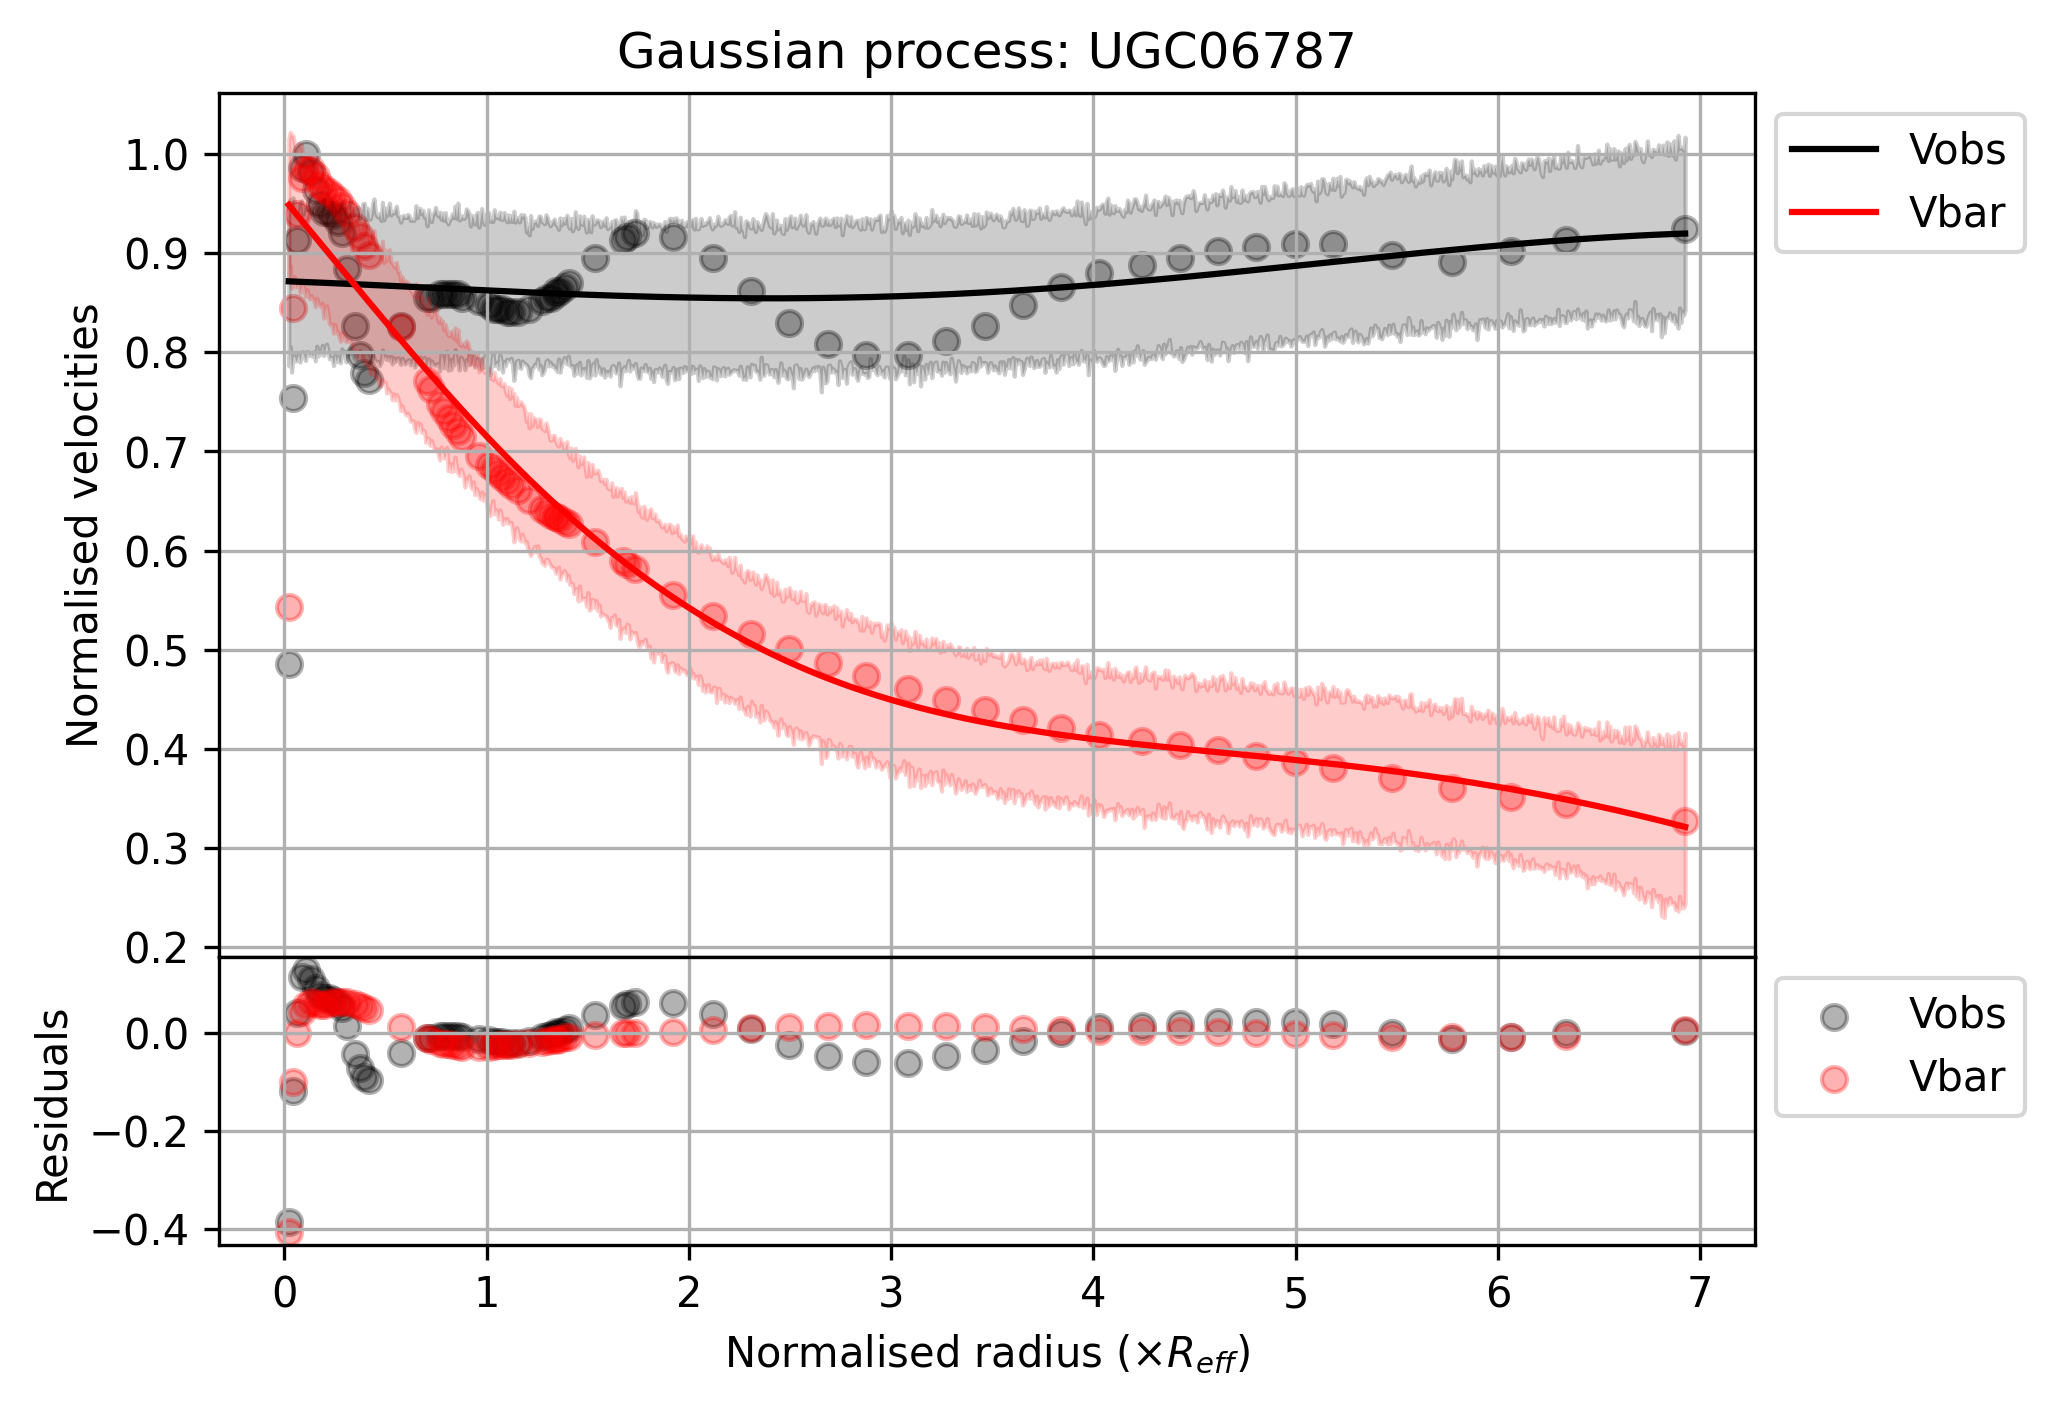 Gaussian process: UGC06787
Normalised velocities
1.0
0.9
0.8
0.7
0.6
0.5
0.4
0.3
0.2
Vobs
Vbar
Residuals
0.0
−0.2
−0.4
Vobs
Vbar
0 1 2 3 4 5 6 7
Normalised radius (×R_{eff})